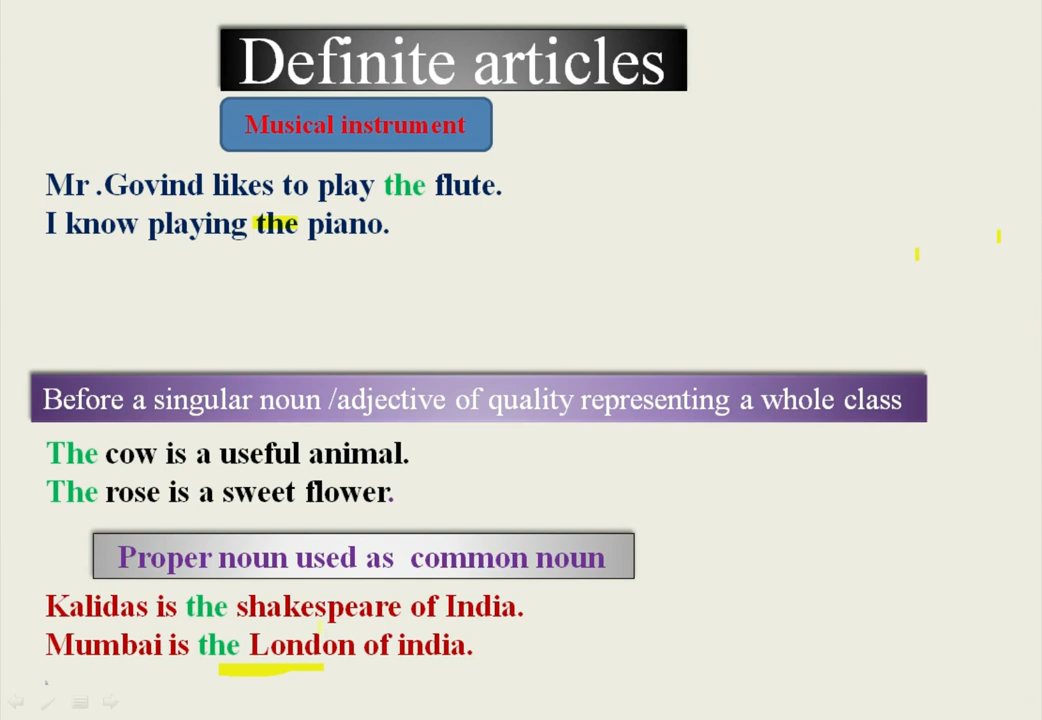 Definite articles
Musical instrument
Mr .Govind likes to play the flute.
I know playing the piano.
Before a singular noun /adjective of quality representing a whole class
The cow is a useful animal.
The rose is a sweet flower.
Proper noun used as common noun
Kalidas is the shakespeare of India.
Mumbai is the London of india.